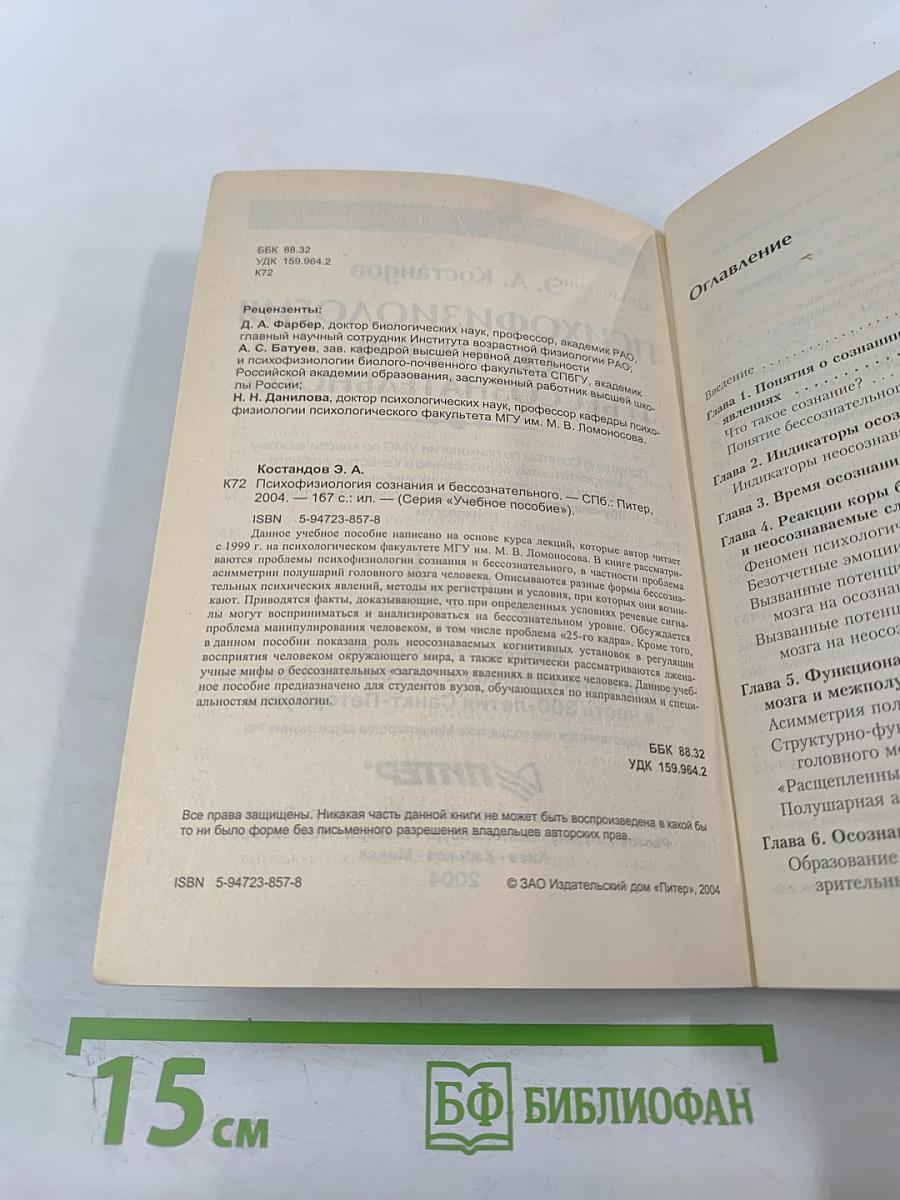 ББК 88.32
УДК 159.964.2
К72
Рецензенты:
Д. А. Фарбер, доктор биологических наук, профессор, академик РАО,
главный научный сотрудник Института возрастной физиологии РАО;
А. С. Батуев, зав. кафедрой высшей нервной деятельности
и психофизиологии биолого-почвенного факультета СПбГУ, академик
Российской академии образования, заслуженный работник высшей шко-
лы России;
Н. Н. Данилова, доктор психологических наук, профессор кафедры психо-
физиологии психологического факультета МГУ им. М. В. Ломоносова.
Костандов Э. А.
К72 Психофизиология сознания и бессознательного. — СПб.: Питер,
2004. — 167 с.: ил. — (Серия «Учебное пособие»).
ISBN 5-94723-857-8
Данное учебное пособие написано на основе курса лекций, которые автор читает
с 1999 г. на психологическом факультете МГУ им. М. В. Ломоносова. В книге рассматри-
ваются проблемы психофизиологии сознания и бессознательного, в частности проблема
асимметрии полушарий головного мозга человека. Описываются разные формы бессозна-
тельных психических явлений, методы их регистрации и условия, при которых они возни-
кают. Приводятся факты, доказывающие, что при определенных условиях речевые сигна-
лы могут восприниматься и анализироваться на бессознательном уровне. Обсуждается
проблема манипулирования человеком, в том числе проблема «25-го кадра». Кроме того,
в данном пособии показана роль неосознаваемых когнитивных установок в регуляции
восприятия человеком окружающего мира, а также критически рассматриваются лжена-
учные мифы о бессознательных «загадочных» явлениях в психике человека. Данное учеб-
ное пособие предназначено для студентов вузов, обучающихся по направлениям и специ-
альностям психологии.
ББК 88.32
УДК 159.964.2
Все права защищены. Никакая часть данной книги не может быть воспроизведена в какой бы
то ни было форме без письменного разрешения владельцев авторских прав.
ISBN 5-94723-857-8
© ЗАО Издательский дом «Питер», 2004
Оглавление
Введение
Глава 1. Понятия о сознании
явлениях
Что такое сознание?
Понятие бессознательног
Глава 2. Индикаторы осоз
Индикаторы неосознав
Глава 3. Время осознани
Глава 4. Реакции коры б
и неосознаваемые сл
Феномен психологич
Безотчетные эмоции
Вызванные потенци
мозга на осозна
Вызванные потенц
мозга на неосоз
Глава 5. Функциона
мозга и межполу
Асимметрия пол
Структурно-фун
головного мо
«Расщепленны
Полушарная а
Глава 6. Осознан
Образование
зрительны
15 см
БФ БИБЛИОФАН